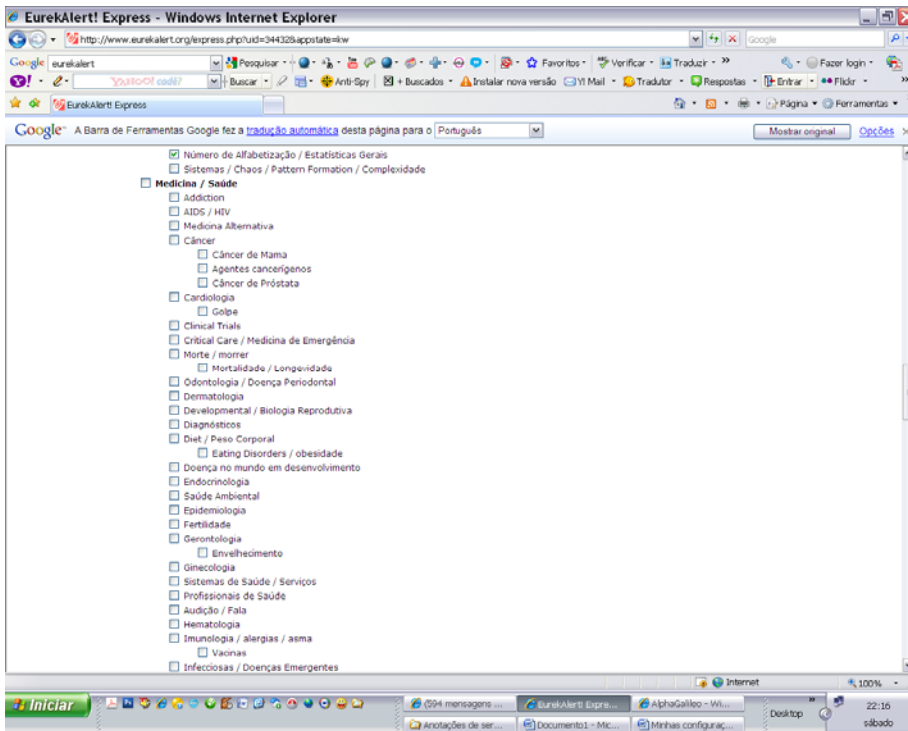 EurekAlert! Express - Windows Internet Explorer
http://www.eurekalert.org/express.php?uid=34432&appstate=kw
Google
Google eurekalert Pesquisar Favoritos Verificar Traduzir Fazer login
Y! YAHOO! cadê? Buscar Anti-Spy + Buscados Instalar nova versão Y! Mail Tradutor Respostas Entrar Flickr
EurekAlert! Express Página Ferramentas
Google A Barra de Ferramentas Google fez a tradução automática desta página para o Português Mostrar original Opções
Número de Alfabetização / Estatísticas Gerais
Sistemas / Chaos / Pattern Formation / Complexidade
Medicina / Saúde
Addiction
AIDS / HIV
Medicina Alternativa
Câncer
Câncer de Mama
Agentes cancerígenos
Câncer de Próstata
Cardiologia
Golpe
Clinical Trials
Critical Care / Medicina de Emergência
Morte / morrer
Mortalidade / Longevidade
Odontologia / Doença Periodontal
Dermatologia
Developmental / Biologia Reprodutiva
Diagnósticos
Diet / Peso Corporal
Eating Disorders / obesidade
Doença no mundo em desenvolvimento
Endocrinologia
Saúde Ambiental
Epidemiologia
Fertilidade
Gerontologia
Envelhecimento
Ginecologia
Sistemas de Saúde / Serviços
Profissionais de Saúde
Audição / Fala
Hematologia
Imunologia / alergias / asma
Vacinas
Infecciosas / Doenças Emergentes
Internet 100%
Iniciar (594 mensagens ... EurekAlert! Expre... AlphaGalileo - Wi... Desktop 22:16
Anotações de ser... Documento1 - Mic... Minhas configuraç... sábado